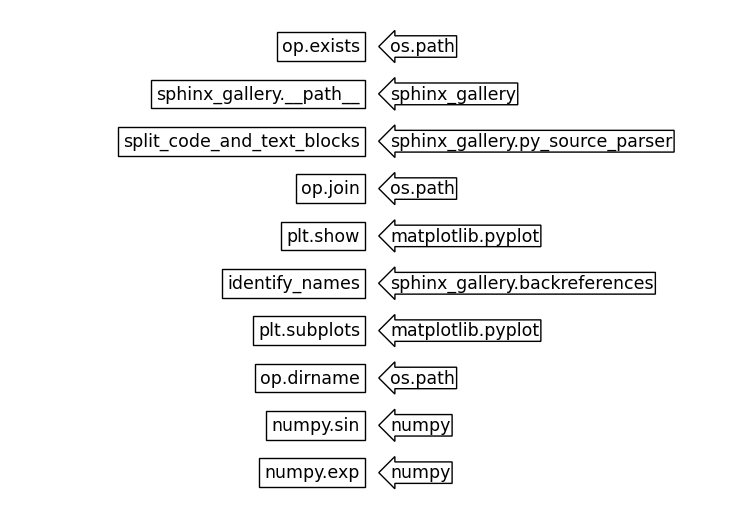 op.exists os.path
sphinx_gallery.__path__ sphinx_gallery
split_code_and_text_blocks sphinx_gallery.py_source_parser
op.join os.path
plt.show matplotlib.pyplot
identify_names sphinx_gallery.backreferences
plt.subplots matplotlib.pyplot
op.dirname os.path
numpy.sin numpy
numpy.exp numpy